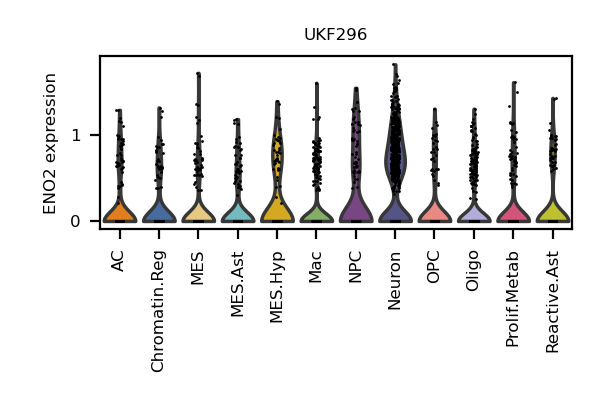 UKF296
ENO2 expression
1
0
AC
Chromatin.Reg
MES
MES.Ast
MES.Hyp
Mac
NPC
Neuron
OPC
Oligo
Prolif.Metab
Reactive.Ast